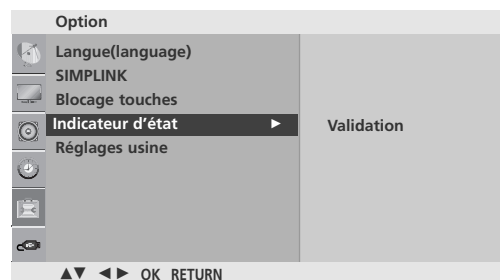 Option
Langue(language)
SIMPLINK
Blocage touches
Indicateur d'état ► Validation
Réglages usine
▲▼ ◄► OK RETURN